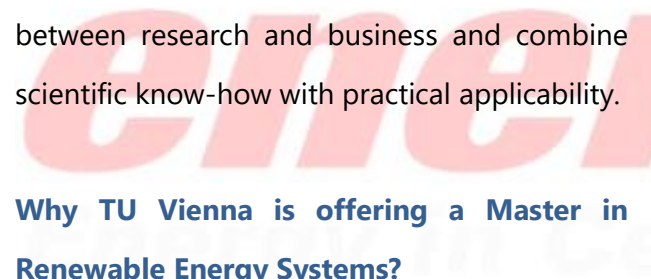 between research and business and combine
scientific know-how with practical applicability.
Why TU Vienna is offering a Master in
Renewable Energy Systems?